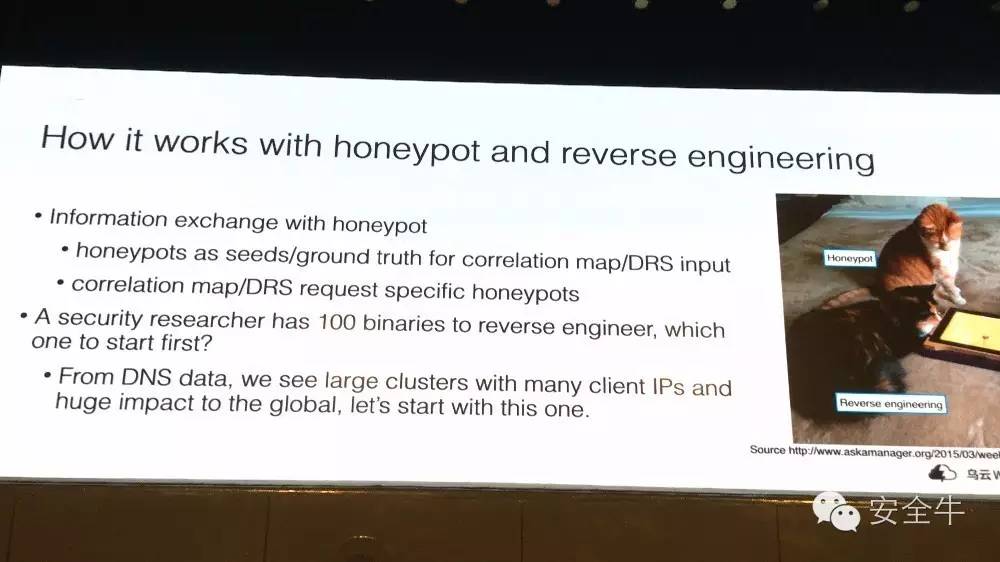 How it works with honeypot and reverse engineering
• Information exchange with honeypot
• honeypots as seeds/ground truth for correlation map/DRS input
• correlation map/DRS request specific honeypots
• A security researcher has 100 binaries to reverse engineer, which
one to start first?
• From DNS data, we see large clusters with many client IPs and
huge impact to the global, let's start with this one.
Honeypot
Reverse engineering
Source http://www.askamanager.org/2015/03/wee
乌云W
安全牛